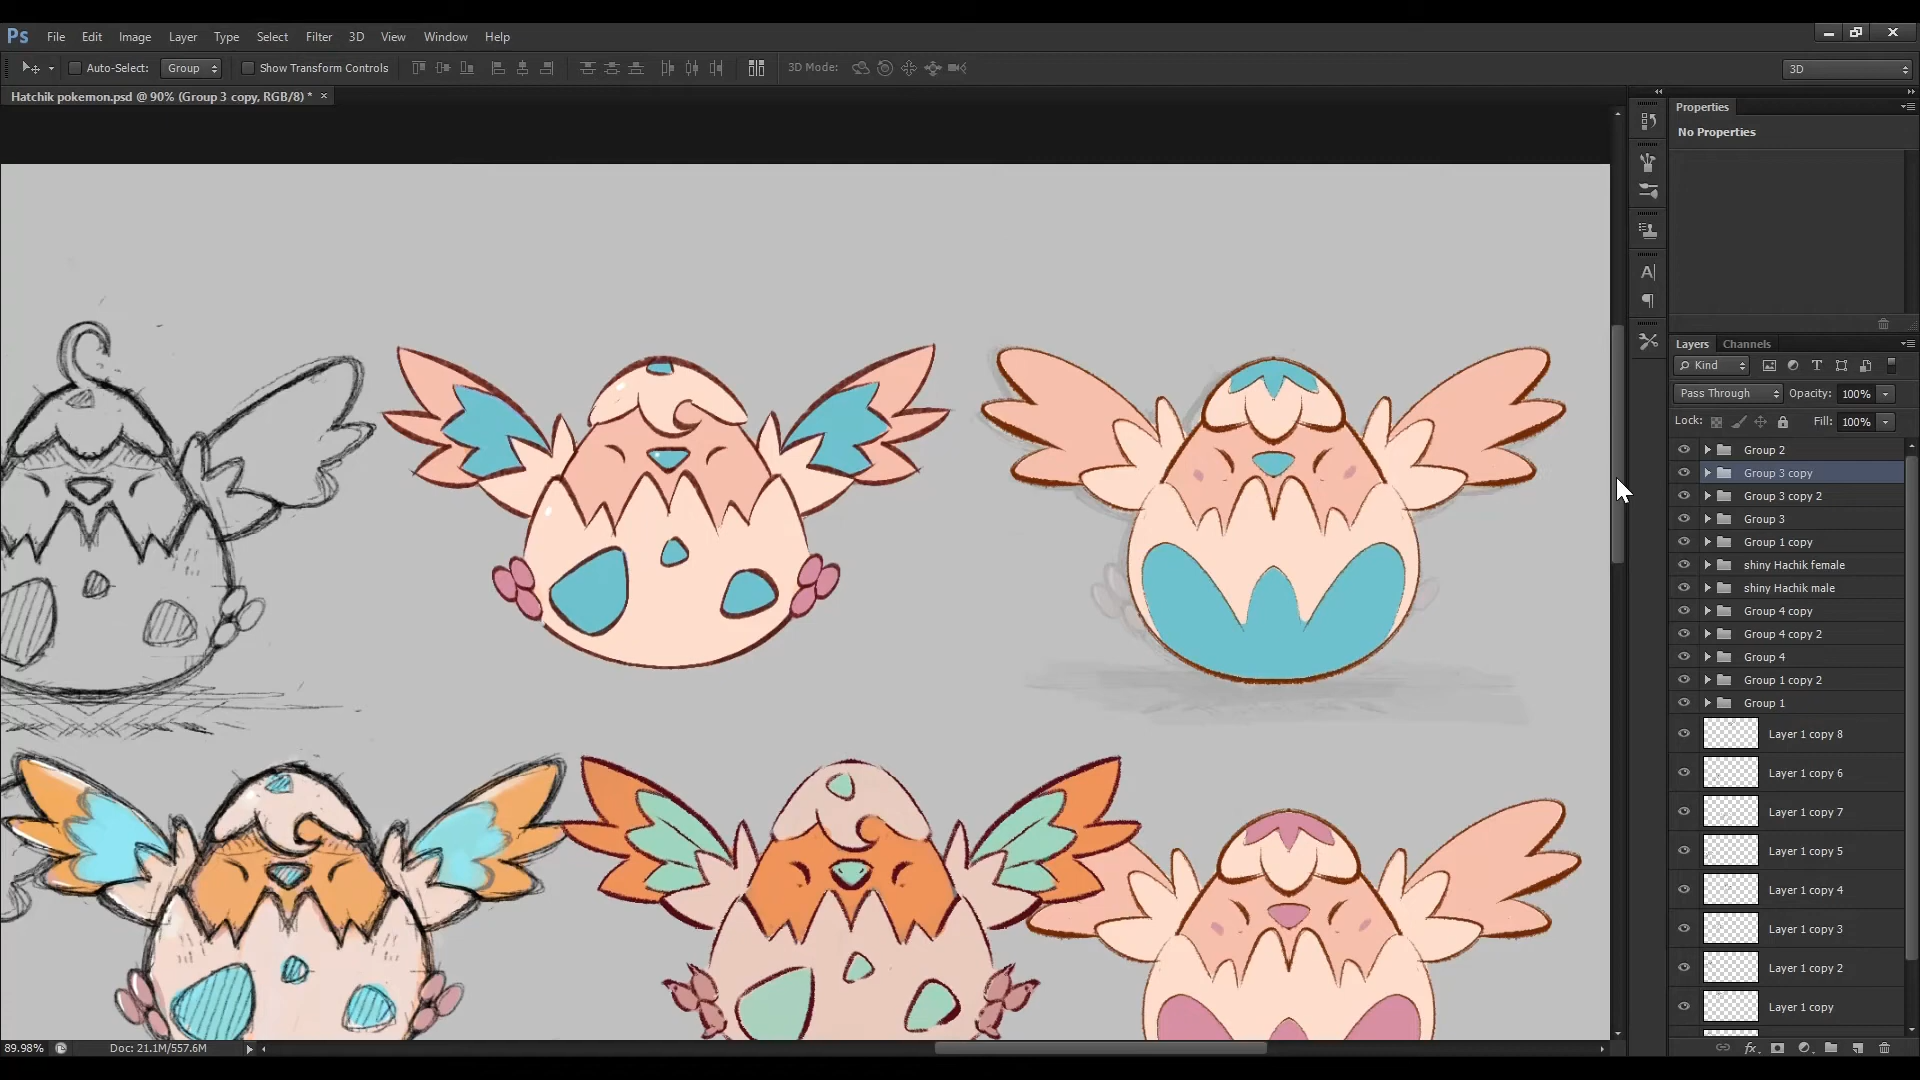 Ps File Edit Image Layer Type Select Filter 3D View Window Help
Auto-Select: Group Show Transform Controls 3D Mode: 3D
Hatchik pokemon.psd @ 90% (Group 3 copy, RGB/8) * ×
Properties
No Properties
Layers Channels
Kind
Pass Through Opacity: 100%
Lock: Fill: 100%
Group 2
Group 3 copy
Group 3 copy 2
Group 3
Group 1 copy
shiny Hachik female
shiny Hachik male
Group 4 copy
Group 4 copy 2
Group 4
Group 1 copy 2
Group 1
Layer 1 copy 8
Layer 1 copy 6
Layer 1 copy 7
Layer 1 copy 5
Layer 1 copy 4
Layer 1 copy 3
Layer 1 copy 2
Layer 1 copy
89.98% Doc: 21.1M/557.6M
fx